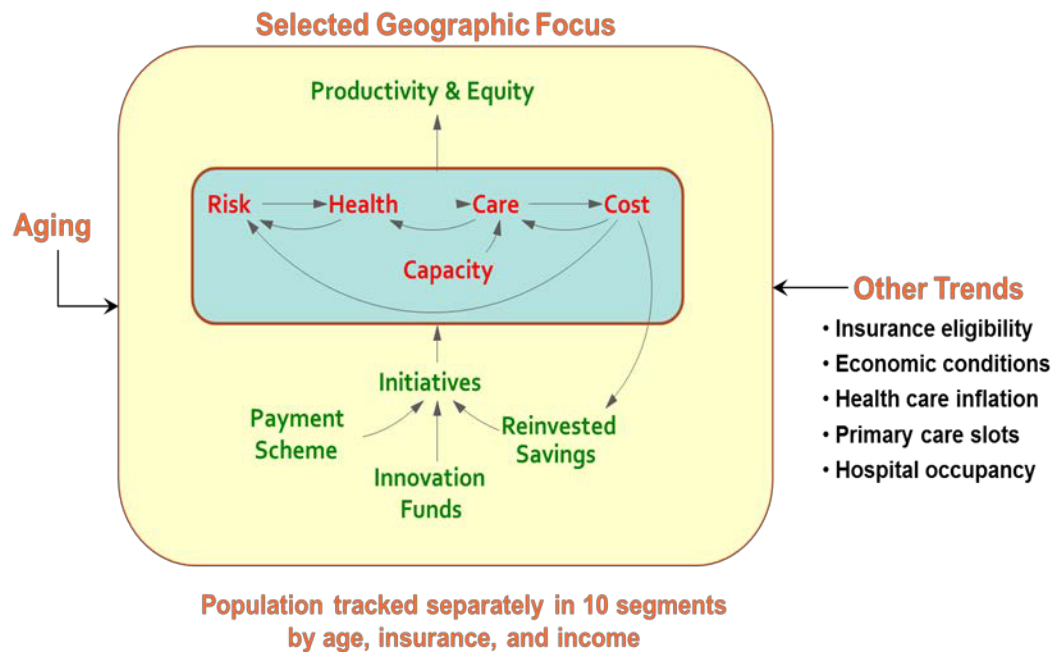 Selected Geographic Focus
Productivity & Equity
Risk
Health
Care
Cost
Capacity
Aging
Other Trends
• Insurance eligibility
• Economic conditions
• Health care inflation
• Primary care slots
• Hospital occupancy
Initiatives
Payment
Scheme
Innovation
Funds
Reinvested
Savings
Population tracked separately in 10 segments
by age, insurance, and income